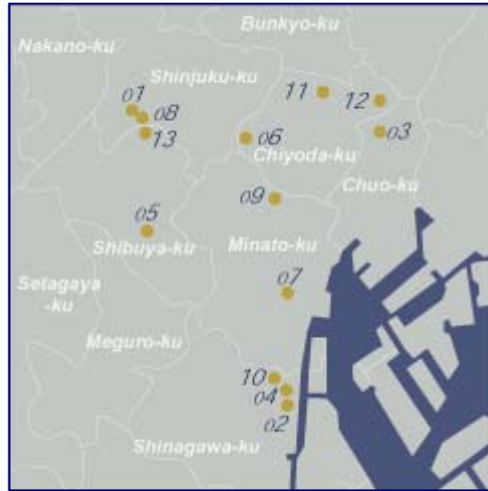 Bunkyo-ku
Nakano-ku
Shinjuku-ku
01
08
11
12
13
06
03
Chiyoda-ku
Chuo-ku
09
05
Shibuya-ku
Minato-ku
07
Setagaya
-ku
Meguro-ku
10
04
02
Shinagawa-ku